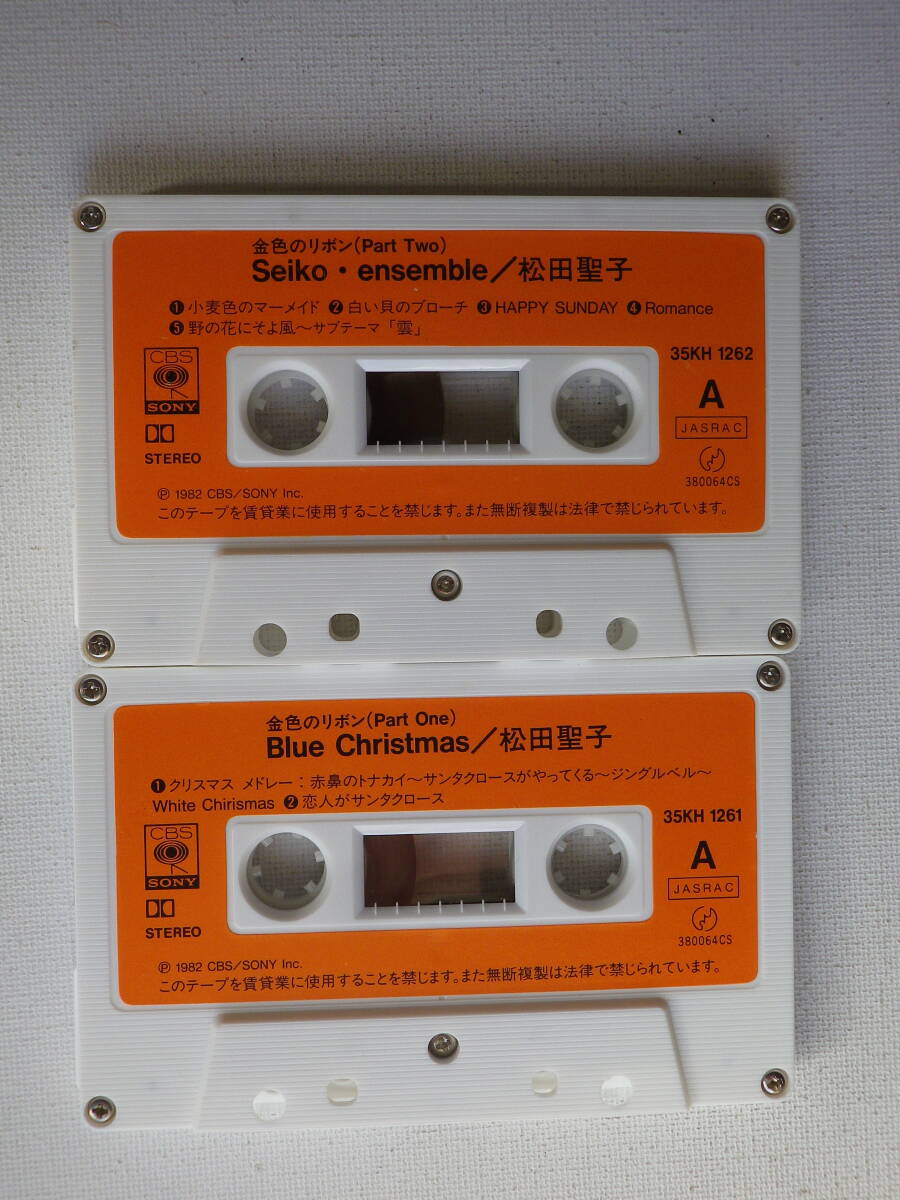 金色のリボン(Part Two)
Seiko・ensemble／松田聖子
❶小麦色のマーメイド ❷白い貝のブローチ ❸HAPPY SUNDAY ❹Romance
❺野の花にそよ風〜サブテーマ「雲」
CBS
SONY
STEREO
35KH 1262
A
JASRAC
380064CS
Ⓟ 1982 CBS／SONY Inc.
このテープを賃貸業に使用することを禁じます。また無断複製は法律で禁じられています。
金色のリボン(Part One)
Blue Christmas／松田聖子
❶クリスマス メドレー：赤鼻のトナカイ〜サンタクロースがやってくる〜ジングルベル〜
White Chirismas ❷恋人がサンタクロース
CBS
SONY
STEREO
35KH 1261
A
JASRAC
380064CS
Ⓟ 1982 CBS／SONY Inc.
このテープを賃貸業に使用することを禁じます。また無断複製は法律で禁じられています。